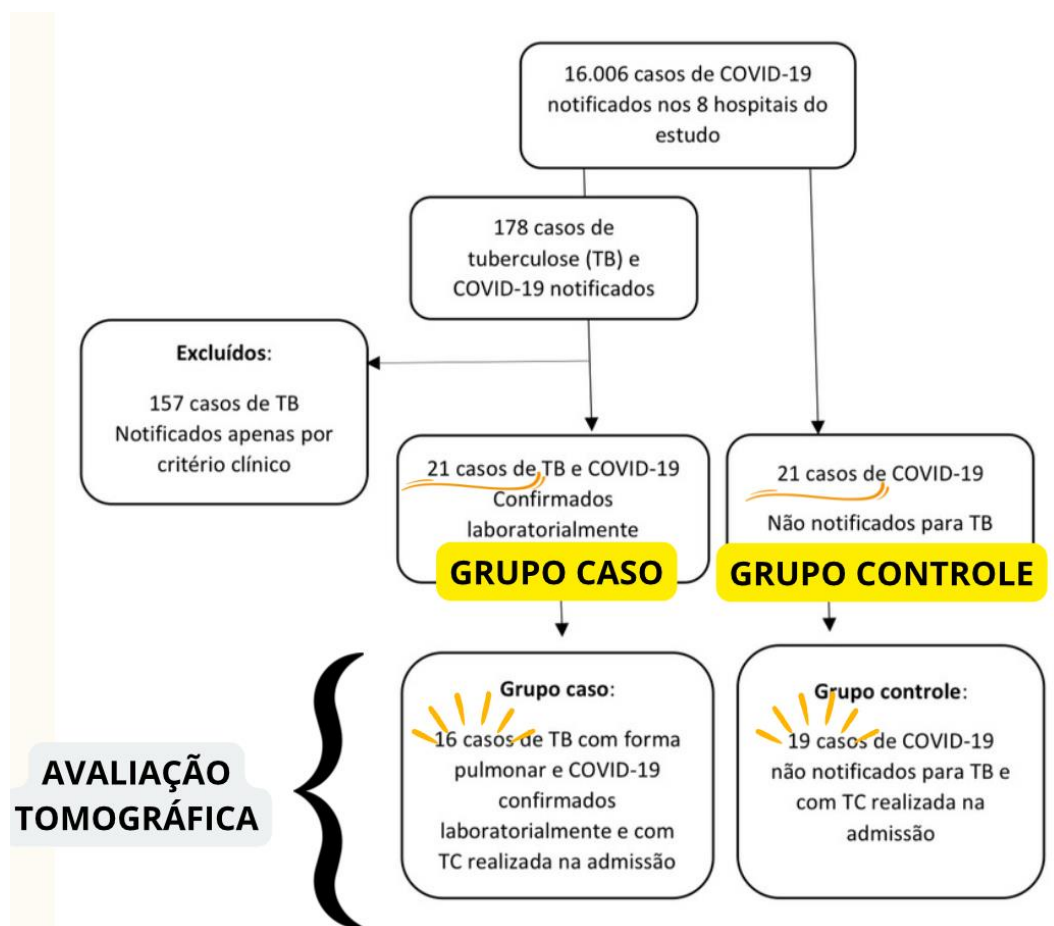 16.006 casos de COVID-19
notificados nos 8 hospitais do
estudo
178 casos de
tuberculose (TB) e
COVID-19 notificados
Excluídos:
157 casos de TB
Notificados apenas por
critério clínico
21 casos de TB e COVID-19
Confirmados
laboratorialmente
GRUPO CASO
21 casos de COVID-19
Não notificados para TB
GRUPO CONTROLE
AVALIAÇÃO
TOMOGRÁFICA
Grupo caso:
16 casos de TB com forma
pulmonar e COVID-19
confirmados
laboratorialmente e com
TC realizada na admissão
Grupo controle:
19 casos de COVID-19
não notificados para TB e
com TC realizada na
admissão